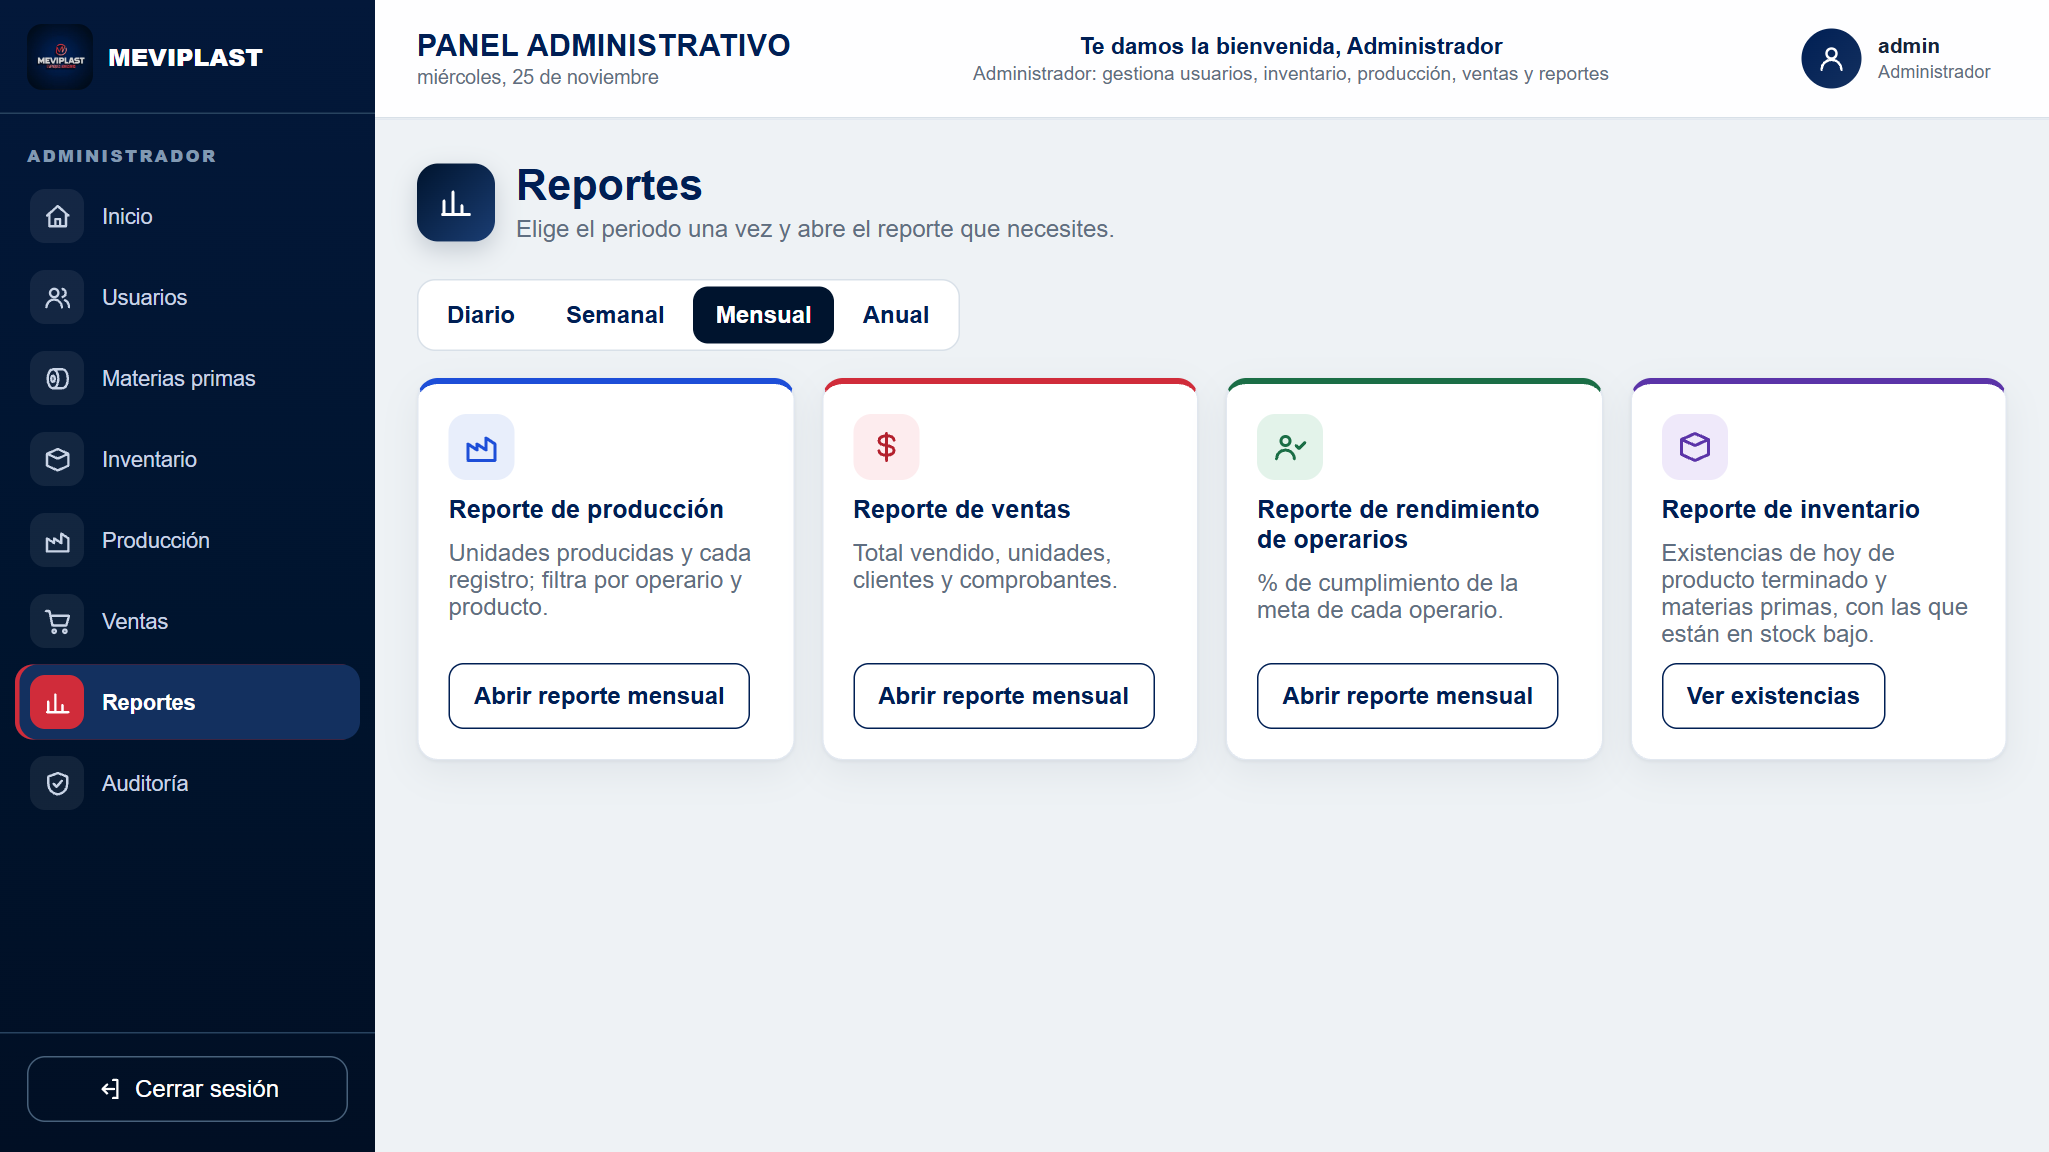 MEVIPLAST
MEVIPLAST
ADMINISTRADOR
Inicio
Usuarios
Materias primas
Inventario
Producción
Ventas
Reportes
Auditoría
Cerrar sesión
PANEL ADMINISTRATIVO
miércoles, 25 de noviembre
Te damos la bienvenida, Administrador
Administrador: gestiona usuarios, inventario, producción, ventas y reportes
admin
Administrador
Reportes
Elige el periodo una vez y abre el reporte que necesites.
Diario Semanal Mensual Anual
Reporte de producción
Unidades producidas y cada
registro; filtra por operario y
producto.
Abrir reporte mensual
Reporte de ventas
Total vendido, unidades,
clientes y comprobantes.
Abrir reporte mensual
Reporte de rendimiento
de operarios
% de cumplimiento de la
meta de cada operario.
Abrir reporte mensual
Reporte de inventario
Existencias de hoy de
producto terminado y
materias primas, con las que
están en stock bajo.
Ver existencias